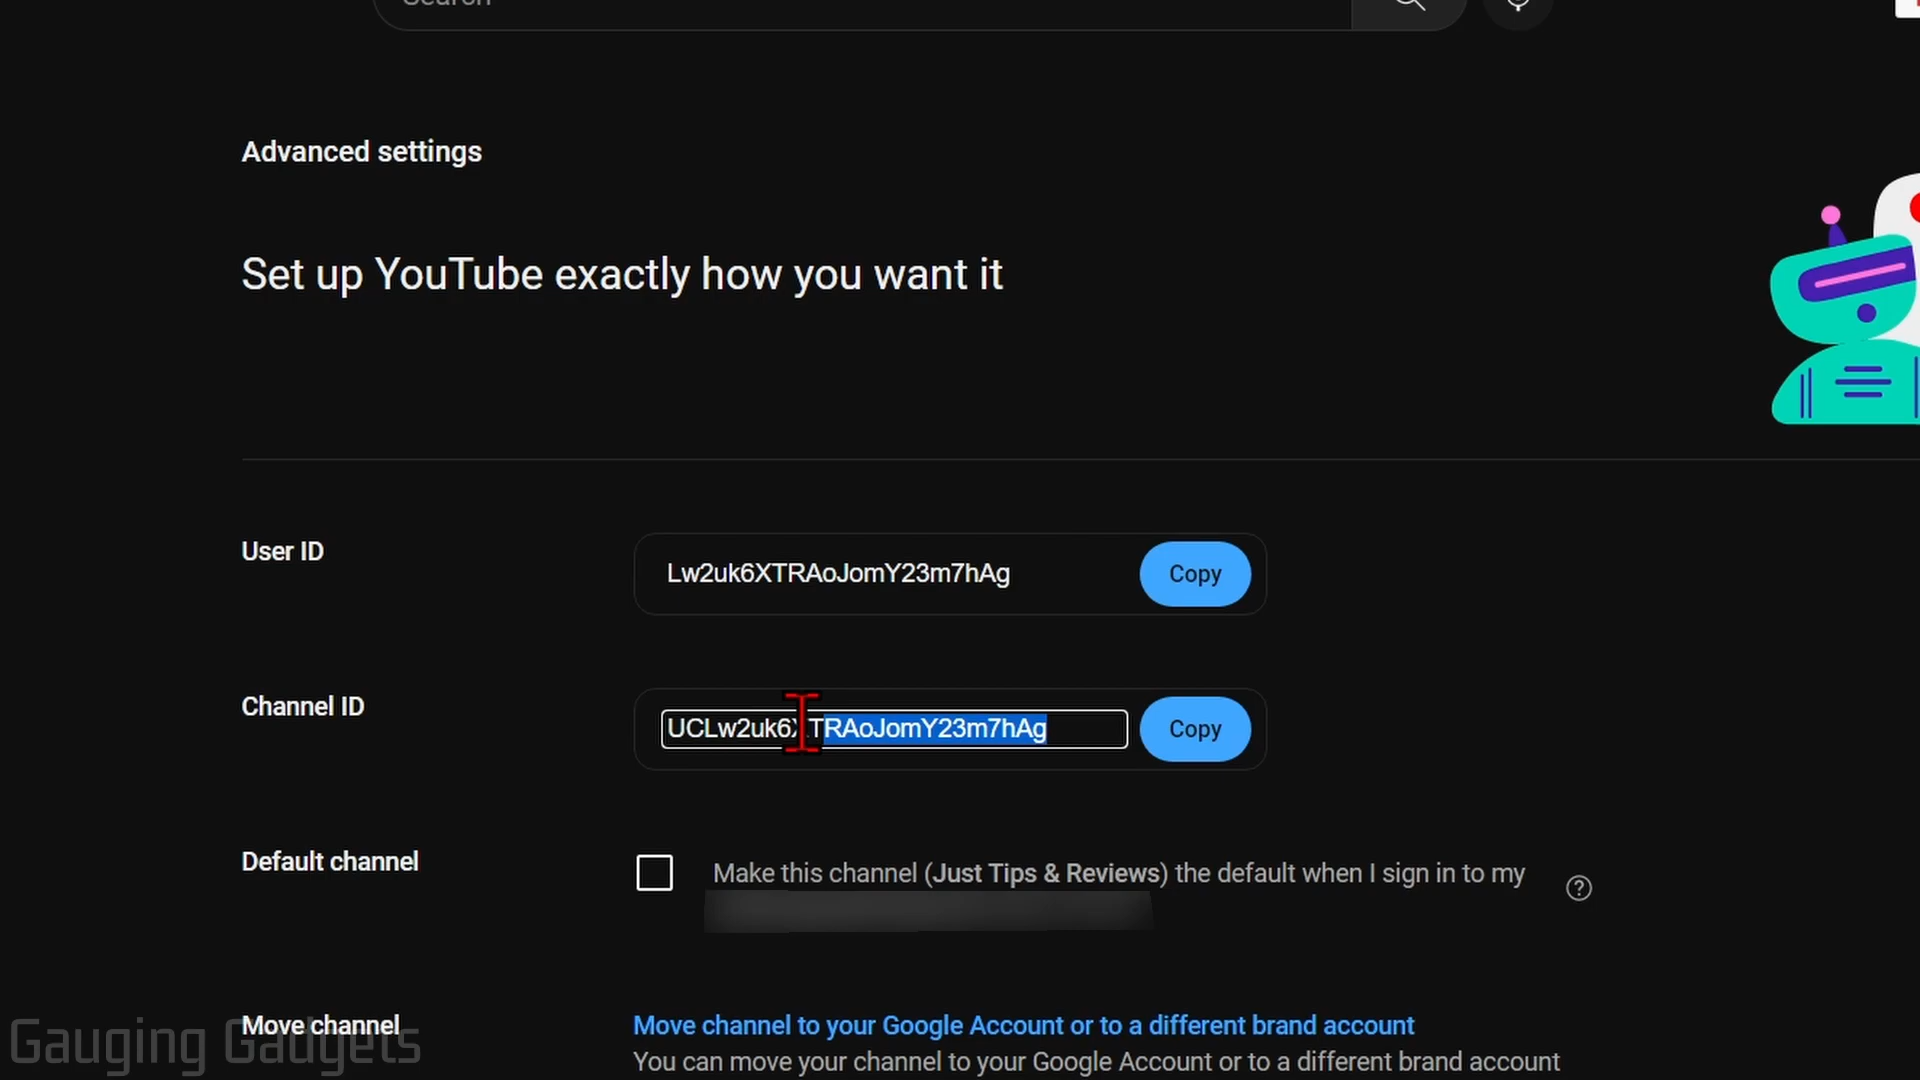 Search
Advanced settings
Set up YouTube exactly how you want it
User ID
Lw2uk6XTRAoJomY23m7hAg
Copy
Channel ID
UCLw2uk6XTRAoJomY23m7hAg
Copy
Default channel
Make this channel (Just Tips & Reviews) the default when I sign in to my
Move channel
Move channel to your Google Account or to a different brand account
You can move your channel to your Google Account or to a different brand account
Gauging Gadgets